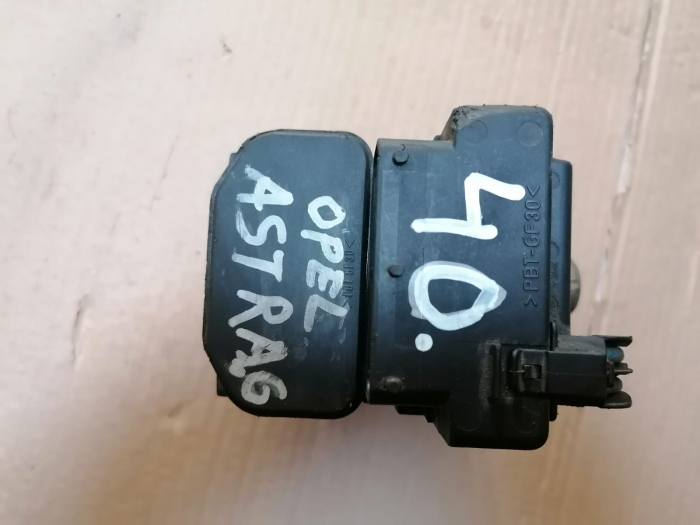 OPEL
ASTRA G
40.
>PBT-GF30<